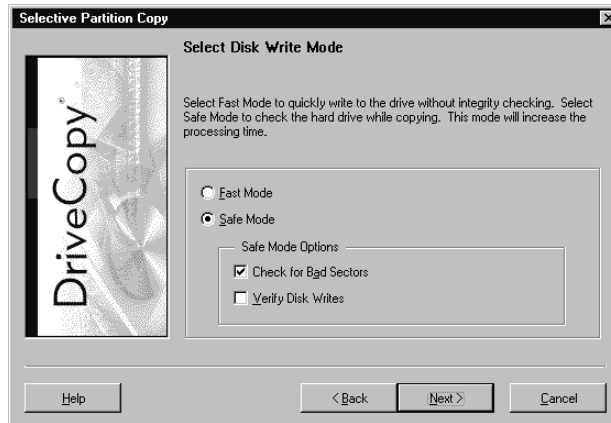 Selective Partition Copy
Select Disk Write Mode
DriveCopy
Select Fast Mode to quickly write to the drive without integrity checking. Select
Safe Mode to check the hard drive while copying. This mode will increase the
processing time.
Fast Mode
Safe Mode
Safe Mode Options
Check for Bad Sectors
Verify Disk Writes
Help
< Back
Next >
Cancel